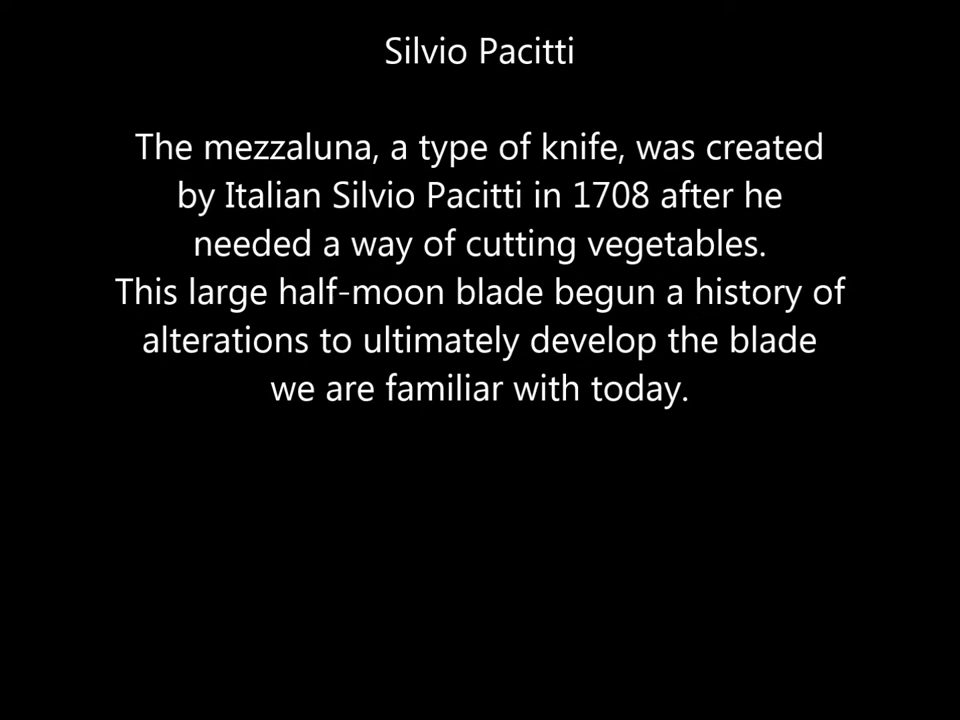 Silvio Pacitti
The mezzaluna, a type of knife, was created
by Italian Silvio Pacitti in 1708 after he
needed a way of cutting vegetables.
This large half-moon blade begun a history of
alterations to ultimately develop the blade
we are familiar with today.